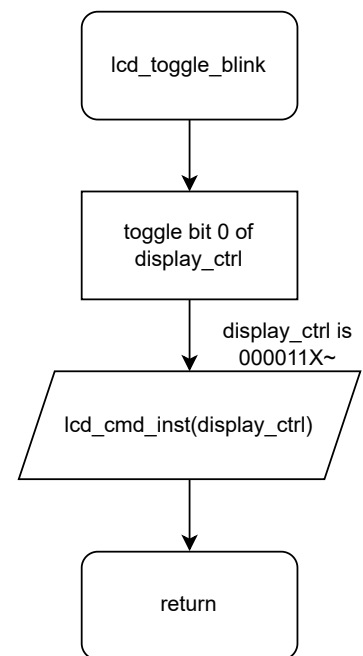 lcd_toggle_blink
toggle bit 0 of
display_ctrl
display_ctrl is
000011X~
lcd_cmd_inst(display_ctrl)
return